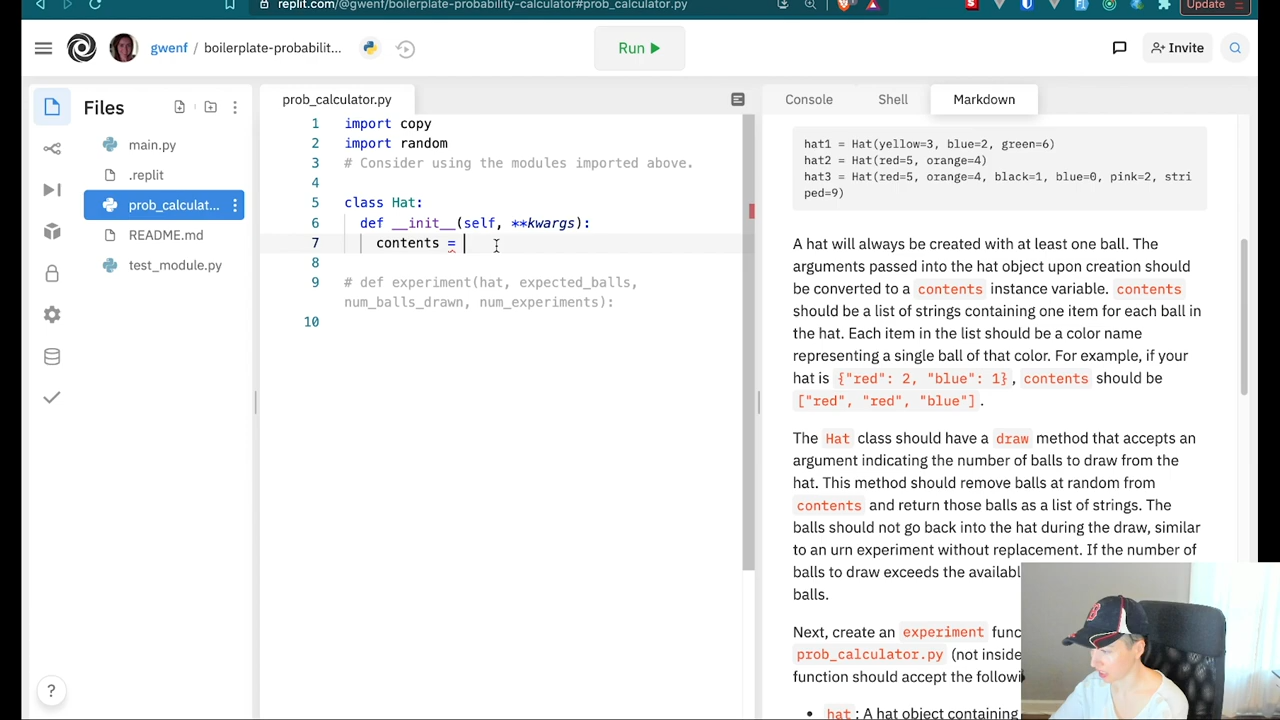 replit.com/@gwenf/boilerplate-probability-calculator#prob_calculator.py
Update
gwenf / boilerplate-probabilit...
Run
Invite
Files
main.py
.replit
prob_calculat...
README.md
test_module.py
?
prob_calculator.py
1 import copy
2 import random
3 # Consider using the modules imported above.
4
5 class Hat:
6 def __init__(self, **kwargs):
7 contents =
8
9 # def experiment(hat, expected_balls,
num_balls_drawn, num_experiments):
10
Console Shell Markdown
hat1 = Hat(yellow=3, blue=2, green=6)
hat2 = Hat(red=5, orange=4)
hat3 = Hat(red=5, orange=4, black=1, blue=0, pink=2, stri
ped=9)
A hat will always be created with at least one ball. The
arguments passed into the hat object upon creation should
be converted to a contents instance variable. contents
should be a list of strings containing one item for each ball in
the hat. Each item in the list should be a color name
representing a single ball of that color. For example, if your
hat is {"red": 2, "blue": 1}, contents should be
["red", "red", "blue"].
The Hat class should have a draw method that accepts an
argument indicating the number of balls to draw from the
hat. This method should remove balls at random from
contents and return those balls as a list of strings. The
balls should not go back into the hat during the draw, similar
to an urn experiment without replacement. If the number of
balls to draw exceeds the availabl
balls.
Next, create an experiment func
prob_calculator.py (not inside
function should accept the followi
• hat: A hat object containing